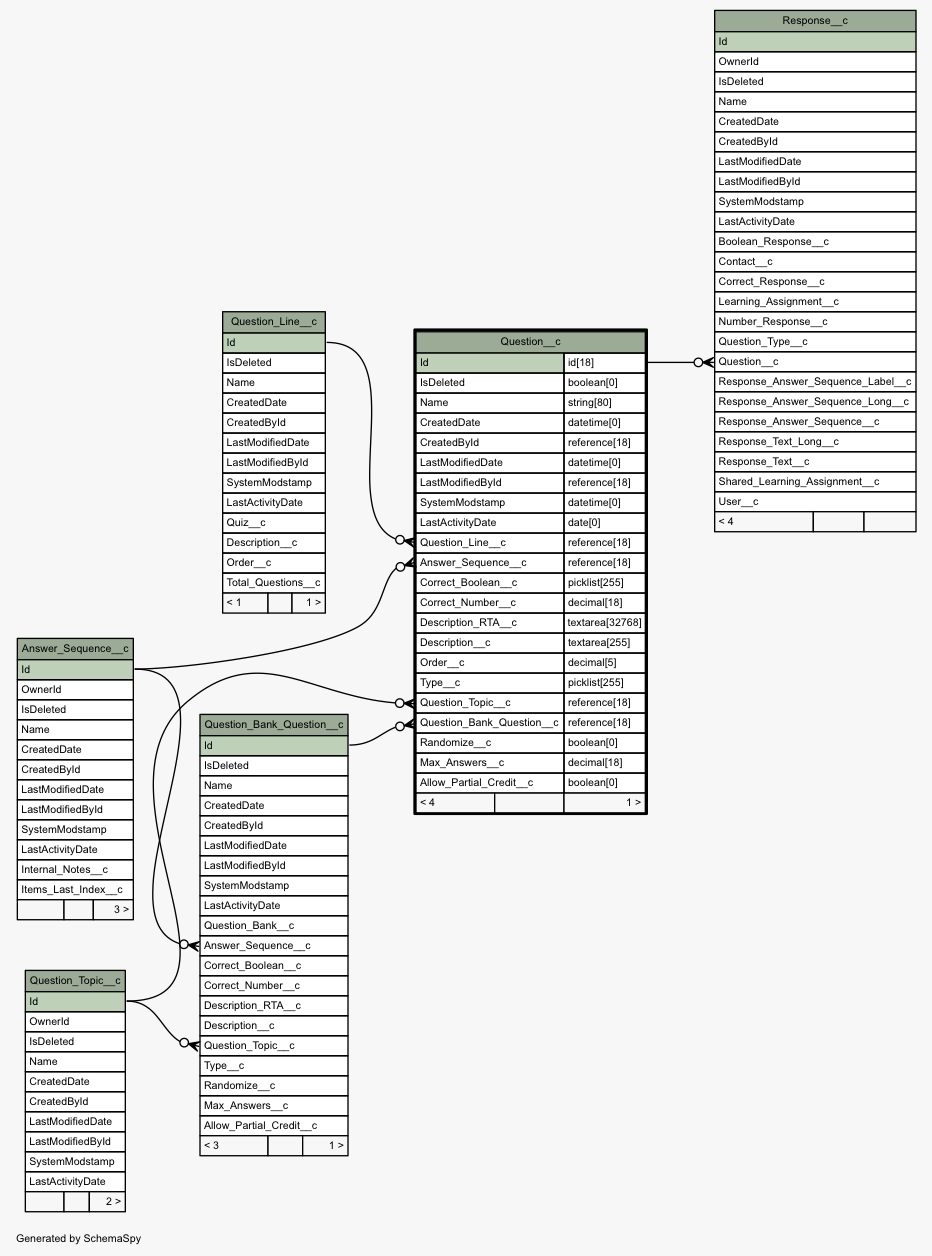 Response__c
Id
OwnerId
IsDeleted
Name
CreatedDate
CreatedById
LastModifiedDate
LastModifiedById
SystemModstamp
LastActivityDate
Boolean_Response__c
Contact__c
Correct_Response__c
Learning_Assignment__c
Number_Response__c
Question_Type__c
Question__c
Response_Answer_Sequence_Label__c
Response_Answer_Sequence_Long__c
Response_Answer_Sequence__c
Response_Text_Long__c
Response_Text__c
Shared_Learning_Assignment__c
User__c
< 4
Question_Line__c
Id
IsDeleted
Name
CreatedDate
CreatedById
LastModifiedDate
LastModifiedById
SystemModstamp
LastActivityDate
Quiz__c
Description__c
Order__c
Total_Questions__c
< 1 1 >
Question__c
Id id[18]
IsDeleted boolean[0]
Name string[80]
CreatedDate datetime[0]
CreatedById reference[18]
LastModifiedDate datetime[0]
LastModifiedById reference[18]
SystemModstamp datetime[0]
LastActivityDate date[0]
Question_Line__c reference[18]
Answer_Sequence__c reference[18]
Correct_Boolean__c picklist[255]
Correct_Number__c decimal[18]
Description_RTA__c textarea[32768]
Description__c textarea[255]
Order__c decimal[5]
Type__c picklist[255]
Question_Topic__c reference[18]
Question_Bank_Question__c reference[18]
Randomize__c boolean[0]
Max_Answers__c decimal[18]
Allow_Partial_Credit__c boolean[0]
< 4 1 >
Answer_Sequence__c
Id
OwnerId
IsDeleted
Name
CreatedDate
CreatedById
LastModifiedDate
LastModifiedById
SystemModstamp
LastActivityDate
Internal_Notes__c
Items_Last_Index__c
3 >
Question_Bank_Question__c
Id
IsDeleted
Name
CreatedDate
CreatedById
LastModifiedDate
LastModifiedById
SystemModstamp
LastActivityDate
Question_Bank__c
Answer_Sequence__c
Correct_Boolean__c
Correct_Number__c
Description_RTA__c
Description__c
Question_Topic__c
Type__c
Randomize__c
Max_Answers__c
Allow_Partial_Credit__c
< 3 1 >
Question_Topic__c
Id
OwnerId
IsDeleted
Name
CreatedDate
CreatedById
LastModifiedDate
LastModifiedById
SystemModstamp
LastActivityDate
2 >
Generated by SchemaSpy